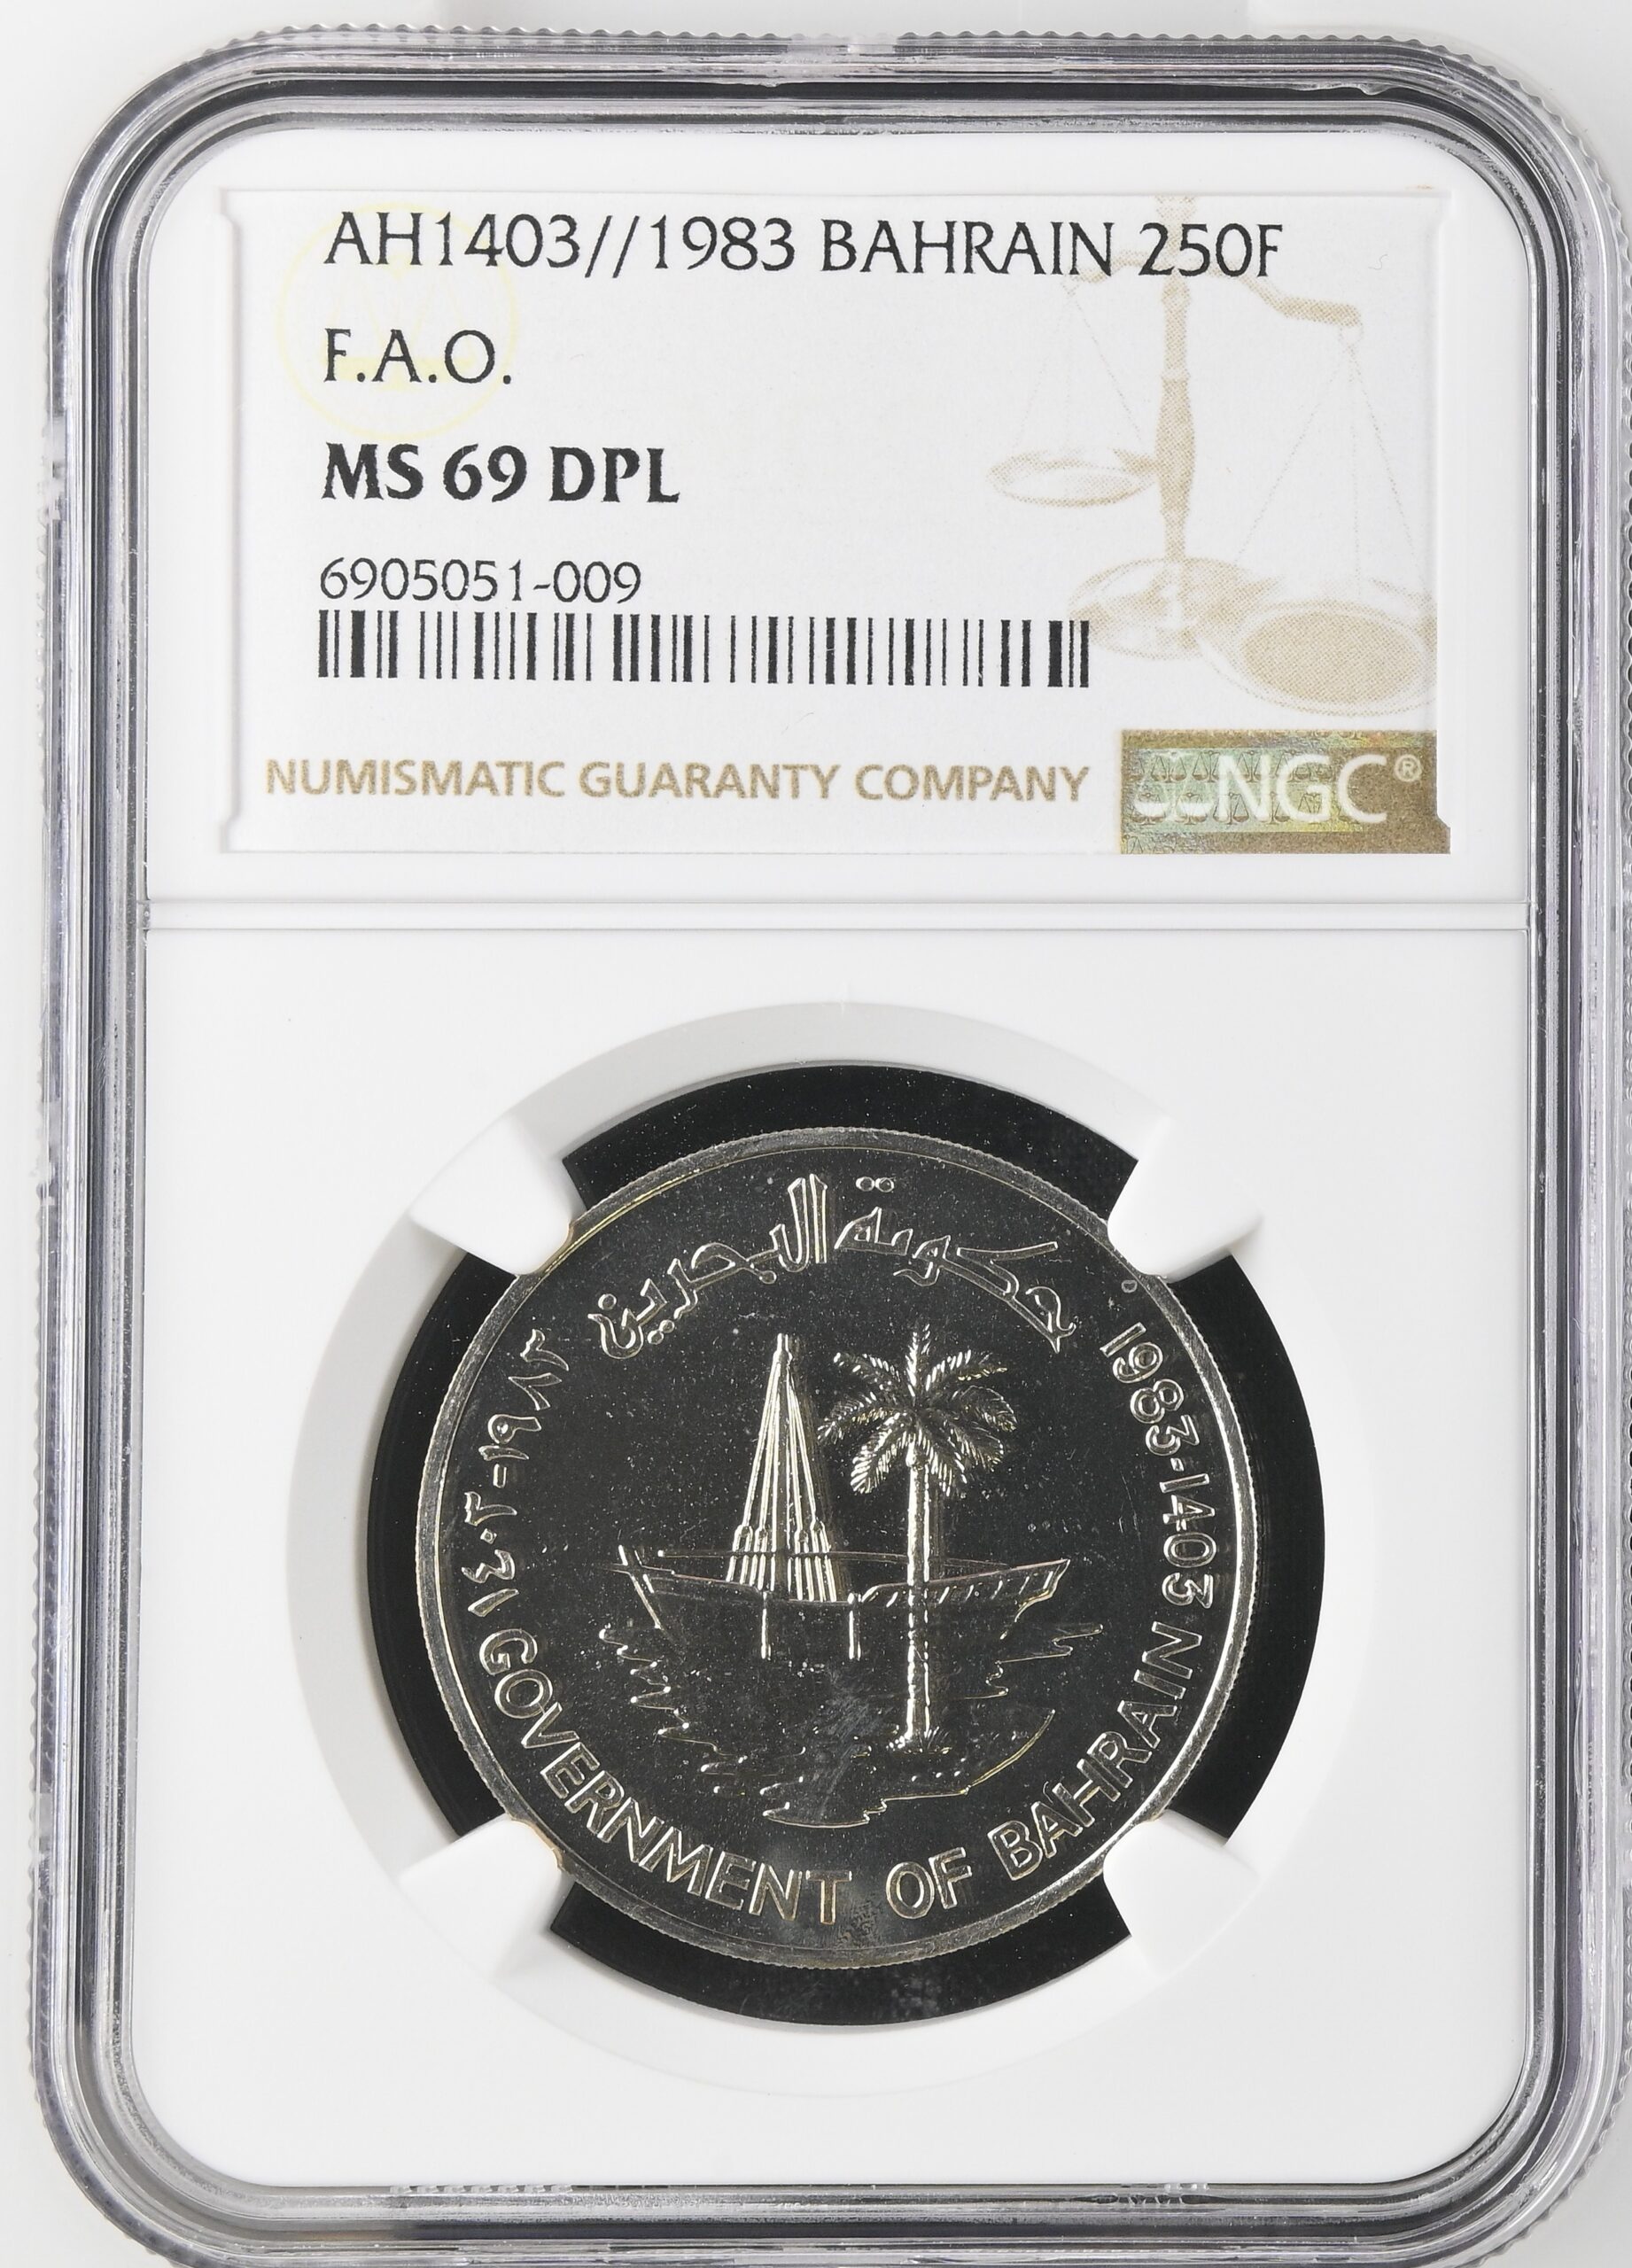 AH1403//1983 BAHRAIN 250F
F.A.O.
MS 69 DPL
6905051-009
NUMISMATIC GUARANTY COMPANY
NGC®
حكومة البحرين
1983-1403
١٤٠٣-١٩٨٣
GOVERNMENT OF BAHRAIN